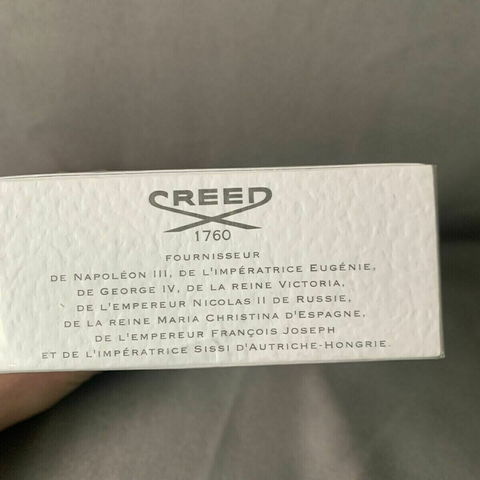 CREED
1760
FOURNISSEUR
DE NAPOLÉON III, DE L'IMPÉRATRICE EUGÉNIE,
DE GEORGE IV, DE LA REINE VICTORIA,
DE L'EMPEREUR NICOLAS II DE RUSSIE,
DE LA REINE MARIA CHRISTINA D'ESPAGNE,
DE L'EMPEREUR FRANÇOIS JOSEPH
ET DE L'IMPÉRATRICE SISSI D'AUTRICHE-HONGRIE.